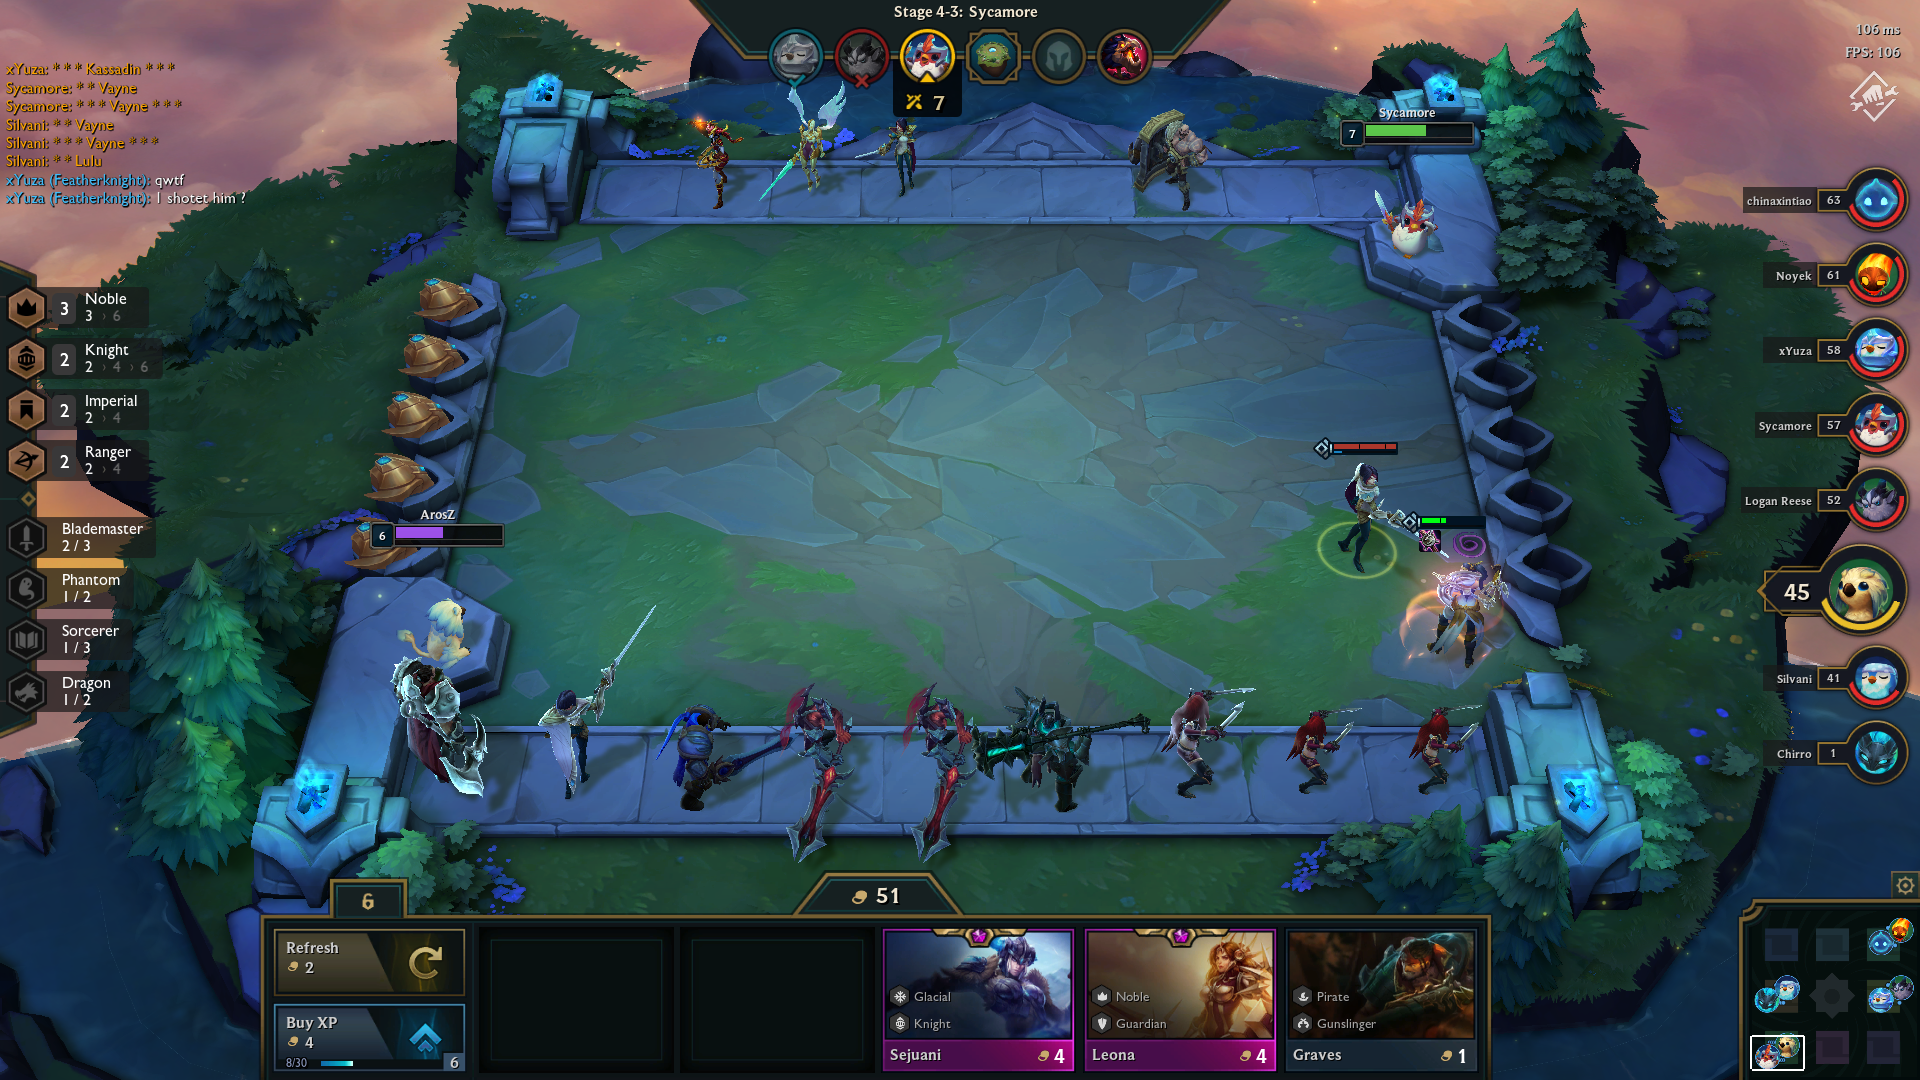 Stage 4-3: Sycamore
106 ms
FPS: 106
7
xYuza: * * * Kassadin * * *
Sycamore: * * Vayne
Sycamore: * * * Vayne * * *
Silvani: * * Vayne
Silvani: * * * Vayne * * *
Silvani: * * Lulu
xYuza (Featherknight): qwtf
xYuza (Featherknight): I shotet him ?
Sycamore
7
chinaxintiao 63
Noyek 61
xYuza 58
Sycamore 57
Logan Reese 52
45
Silvani 41
Chirro 1
3 Noble
3 › 6
2 Knight
2 › 4 › 6
2 Imperial
2 › 4
2 Ranger
2 › 4
Blademaster
2 / 3
Phantom
1 / 2
Sorcerer
1 / 3
Dragon
1 / 2
ArosZ
6
6
51
Refresh
2
Buy XP
4
8/30
6
Glacial
Knight
Sejuani 4
Noble
Guardian
Leona 4
Pirate
Gunslinger
Graves 1